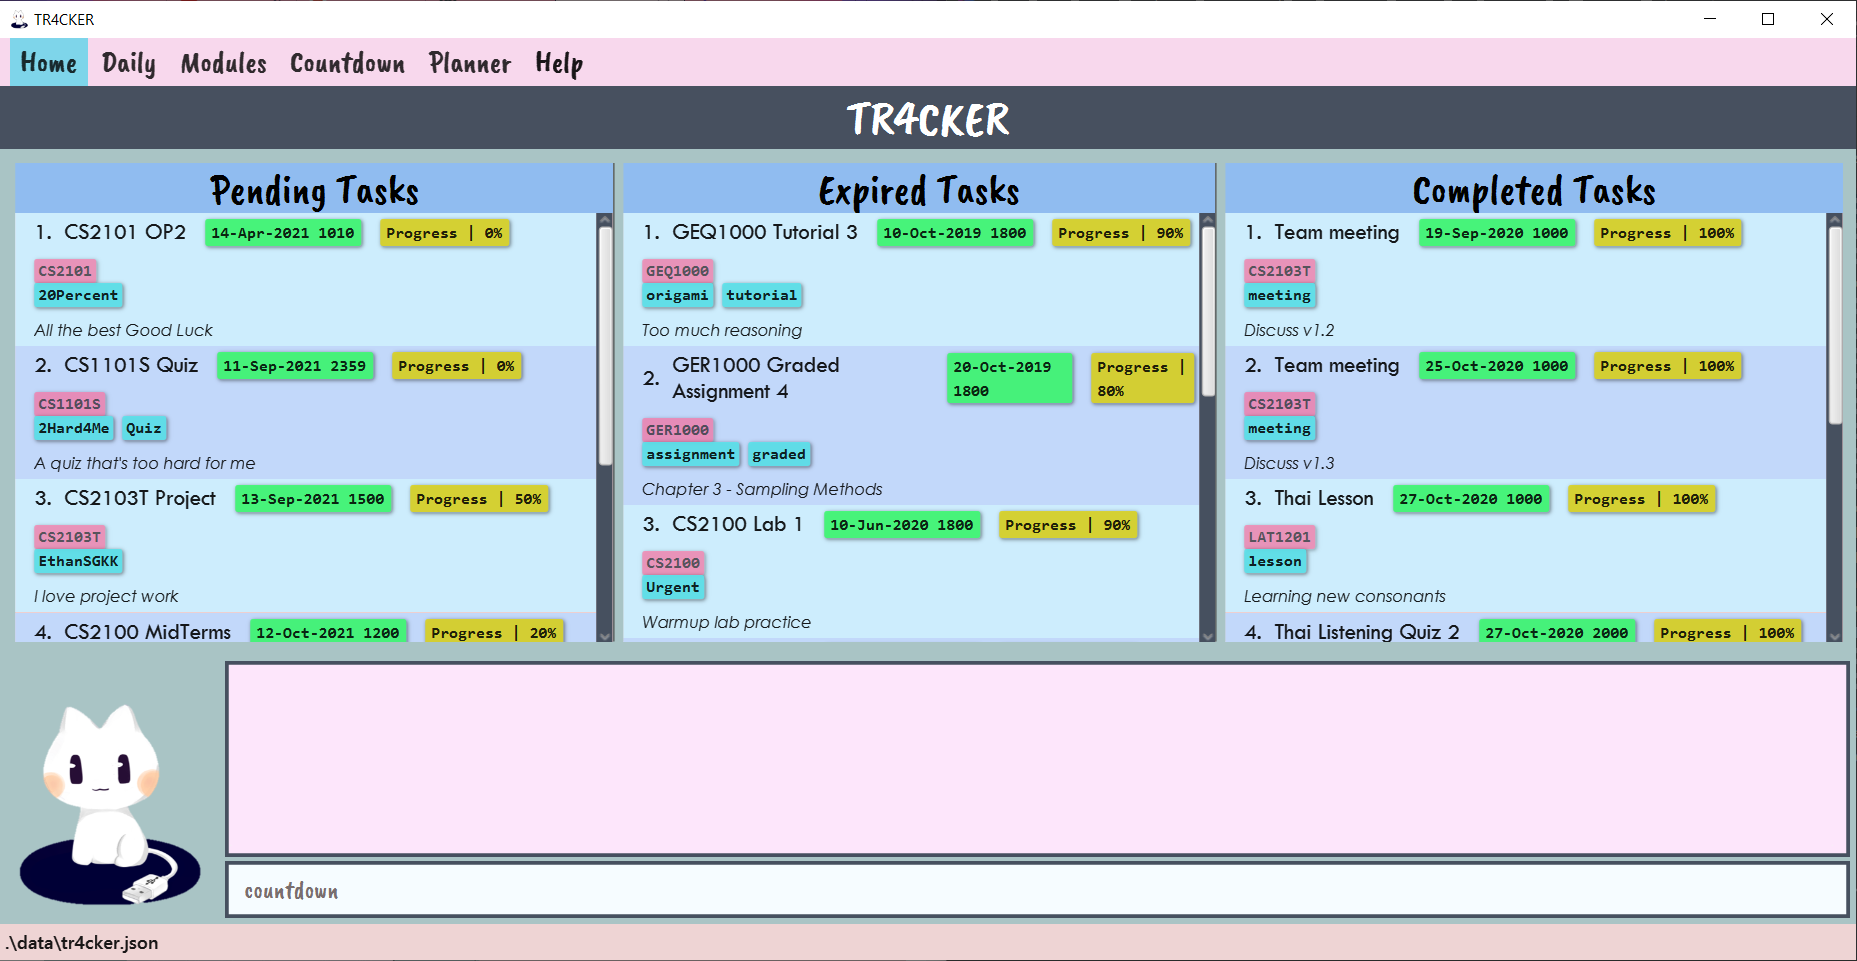 TR4CKER
Home Daily Modules Countdown Planner Help
TR4CKER
Pending Tasks
1. CS2101 OP2 14-Apr-2021 1010 Progress | 0%
CS2101
20Percent
All the best Good Luck
2. CS1101S Quiz 11-Sep-2021 2359 Progress | 0%
CS1101S
2Hard4Me Quiz
A quiz that's too hard for me
3. CS2103T Project 13-Sep-2021 1500 Progress | 50%
CS2103T
EthanSGKK
I love project work
4. CS2100 MidTerms 12-Oct-2021 1200 Progress | 20%
Expired Tasks
1. GEQ1000 Tutorial 3 10-Oct-2019 1800 Progress | 90%
GEQ1000
origami tutorial
Too much reasoning
2. GER1000 Graded Assignment 4 20-Oct-2019 1800 Progress | 80%
GER1000
assignment graded
Chapter 3 - Sampling Methods
3. CS2100 Lab 1 10-Jun-2020 1800 Progress | 90%
CS2100
Urgent
Warmup lab practice
Completed Tasks
1. Team meeting 19-Sep-2020 1000 Progress | 100%
CS2103T
meeting
Discuss v1.2
2. Team meeting 25-Oct-2020 1000 Progress | 100%
CS2103T
meeting
Discuss v1.3
3. Thai Lesson 27-Oct-2020 1000 Progress | 100%
LAT1201
lesson
Learning new consonants
4. Thai Listening Quiz 2 27-Oct-2020 2000 Progress | 100%
countdown
.\data\tr4cker.json